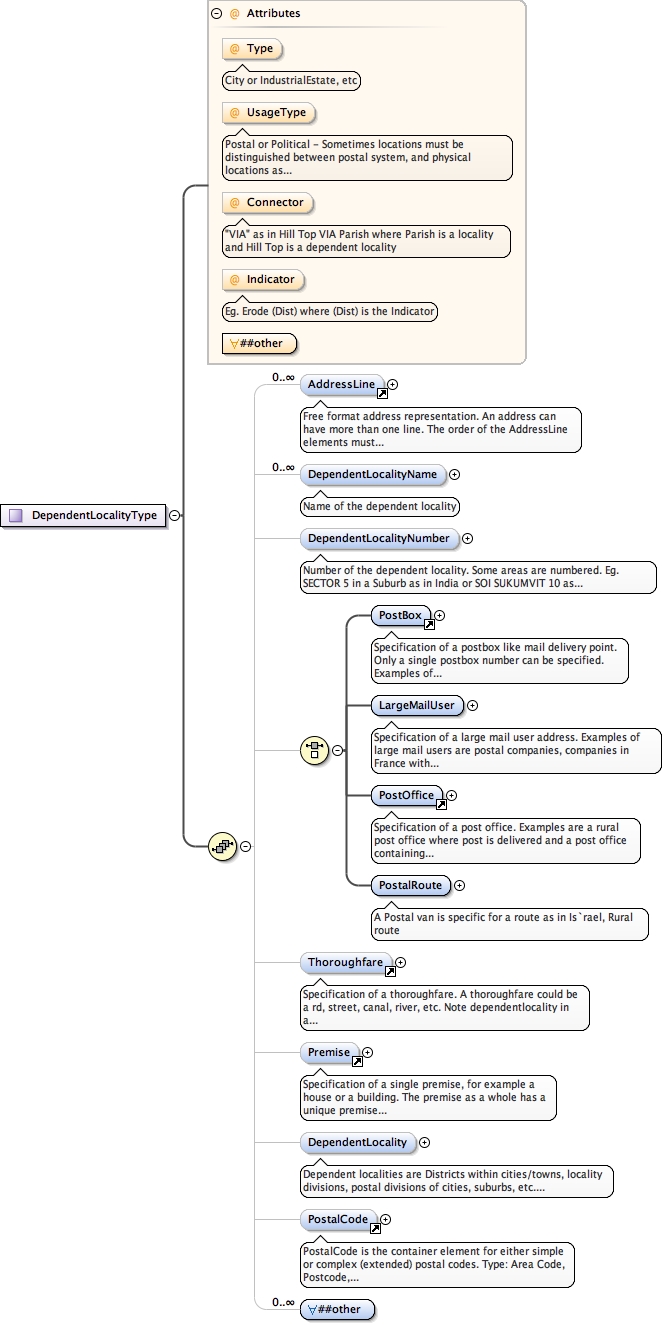 Attributes
@ Type
City or IndustrialEstate, etc
@ UsageType
Postal or Political – Sometimes locations must be
distinguished between postal system, and physical
locations as...
@ Connector
"VIA" as in Hill Top VIA Parish where Parish is a locality
and Hill Top is a dependent locality
@ Indicator
Eg. Erode (Dist) where (Dist) is the Indicator
∀##other
0..∞
AddressLine
Free format address representation. An address can
have more than one line. The order of the AddressLine
elements must...
0..∞
DependentLocalityName
Name of the dependent locality
DependentLocalityType
DependentLocalityNumber
Number of the dependent locality. Some areas are numbered. Eg.
SECTOR 5 in a Suburb as in India or SOI SUKUMVIT 10 as...
PostBox
Specification of a postbox like mail delivery point.
Only a single postbox number can be specified.
Examples of...
LargeMailUser
Specification of a large mail user address. Examples of
large mail users are postal companies, companies in
France with...
PostOffice
Specification of a post office. Examples are a rural
post office where post is delivered and a post office
containing...
PostalRoute
A Postal van is specific for a route as in Is`rael, Rural
route
Thoroughfare
Specification of a thoroughfare. A thoroughfare could be
a rd, street, canal, river, etc. Note dependentlocality in
a...
Premise
Specification of a single premise, for example a
house or a building. The premise as a whole has a
unique premise...
DependentLocality
Dependent localities are Districts within cities/towns, locality
divisions, postal divisions of cities, suburbs, etc....
PostalCode
PostalCode is the container element for either simple
or complex (extended) postal codes. Type: Area Code,
Postcode,...
0..∞
∀##other